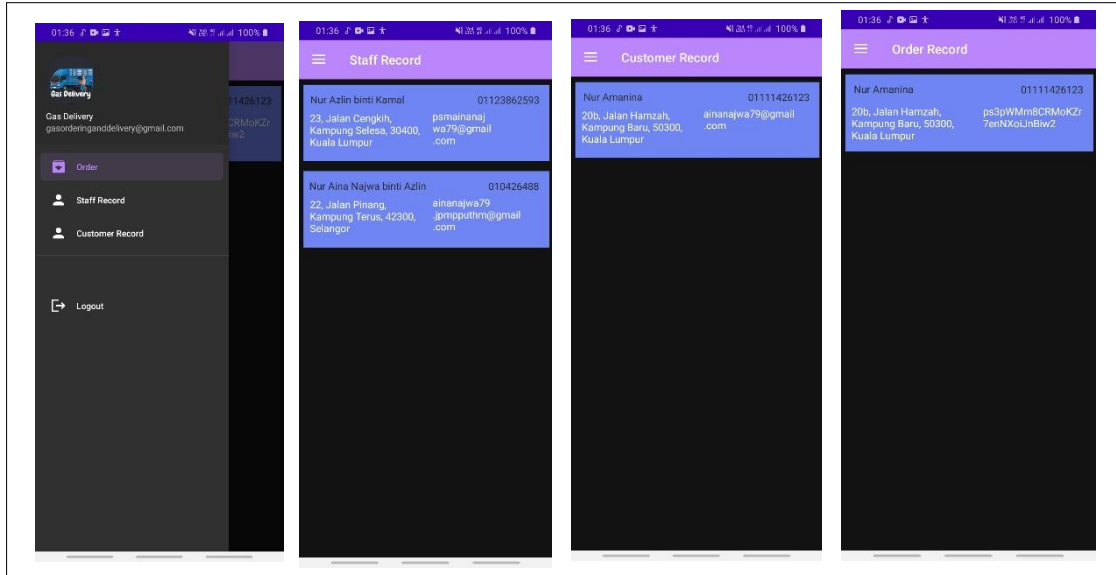 01:36
100%
Gas Delivery
Gas Delivery
gasorderinganddelivery@gmail.com
11426123
CRMoKZr
iw2
Order
Staff Record
Customer Record
Logout
01:36
100%
Staff Record
Nur Azlin binti Kamal 01123862593
23, Jalan Cengkih, psmainanaj
Kampung Selesa, 30400, wa79@gmail
Kuala Lumpur .com
Nur Aina Najwa binti Azlin 010426488
22, Jalan Pinang, ainanajwa79
Kampung Terus, 42300, .jpmpputhm@gmail
Selangor .com
01:36
100%
Customer Record
Nur Amanina 01111426123
20b, Jalan Hamzah, ainanajwa79@gmail
Kampung Baru, 50300, .com
Kuala Lumpur
01:36
100%
Order Record
Nur Amanina 01111426123
20b, Jalan Hamzah, ps3pWMm8CRMoKZr
Kampung Baru, 50300, 7enNXoiJnBiw2
Kuala Lumpur